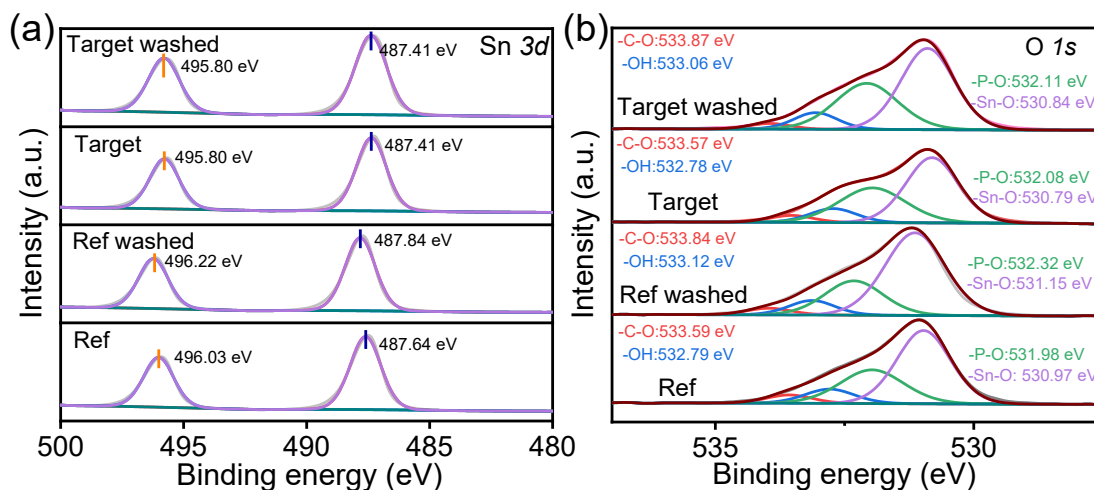 (a)
Sn 3d
Target washed
495.80 eV
487.41 eV
Target
495.80 eV
487.41 eV
Ref washed
496.22 eV
487.84 eV
Ref
496.03 eV
487.64 eV
500 495 490 485 480
Binding energy (eV)
Intensity (a.u.)
(b)
O 1s
-C-O:533.87 eV
-OH:533.06 eV
-P-O:532.11 eV
-Sn-O:530.84 eV
Target washed
-C-O:533.57 eV
-OH:532.78 eV
-P-O:532.08 eV
-Sn-O:530.79 eV
Target
-C-O:533.84 eV
-OH:533.12 eV
-P-O:532.32 eV
-Sn-O:531.15 eV
Ref washed
-C-O:533.59 eV
-OH:532.79 eV
-P-O:531.98 eV
-Sn-O: 530.97 eV
Ref
535 530
Binding energy (eV)
Intensity (a.u.)